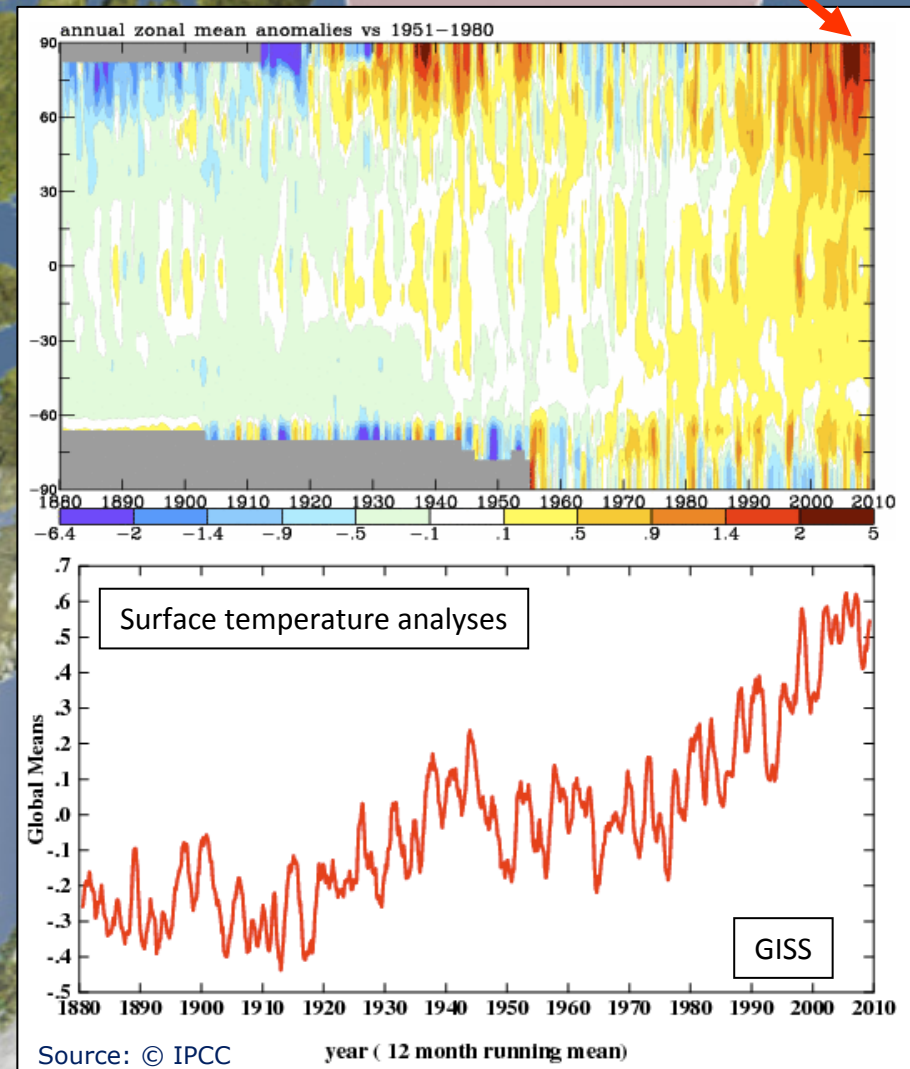 annual zonal mean anomalies vs 1951−1980
90
60
30
0
−30
−60
−90
1880 1890 1900 1910 1920 1930 1940 1950 1960 1970 1980 1990 2000 2010
−6.4 −2 −1.4 −.9 −.5 −.1 .1 .5 .9 1.4 2 5
Surface temperature analyses
Global Means
.7
.6
.5
.4
.3
.2
.1
.0
-.1
-.2
-.3
-.4
-.5
GISS
1880 1890 1900 1910 1920 1930 1940 1950 1960 1970 1980 1990 2000 2010
Source: © IPCC
year ( 12 month running mean)